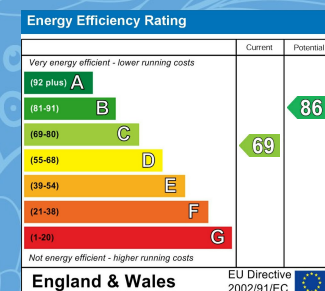 Energy Efficiency Rating
Current Potential
Very energy efficient - lower running costs
(92 plus) A
(81-91) B 86
(69-80) C 69
(55-68) D
(39-54) E
(21-38) F
(1-20) G
Not energy efficient - higher running costs
England & Wales EU Directive
2002/91/EC